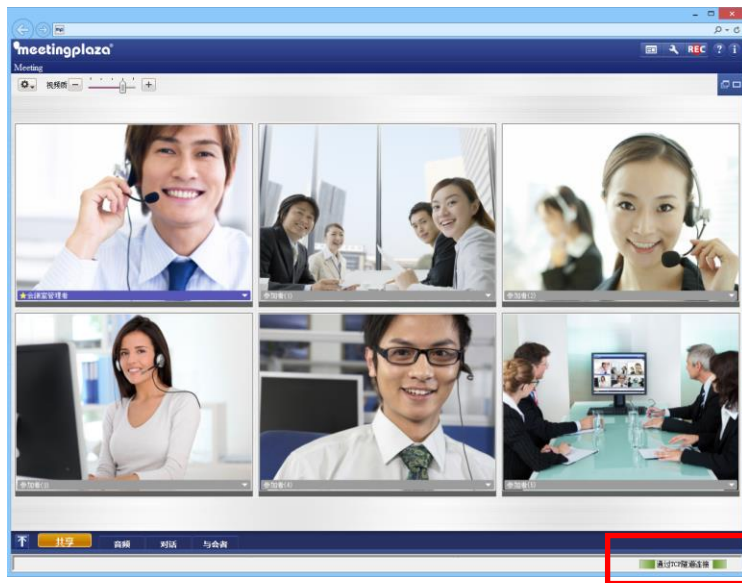 meetingplaza
REC ? i
Meeting
视频质
★会議室管理者
参加者(1)
参加者(2)
参加者(3)
参加者(4)
参加者(5)
共享 音频 对话 与会者
通过TCP隧道连接